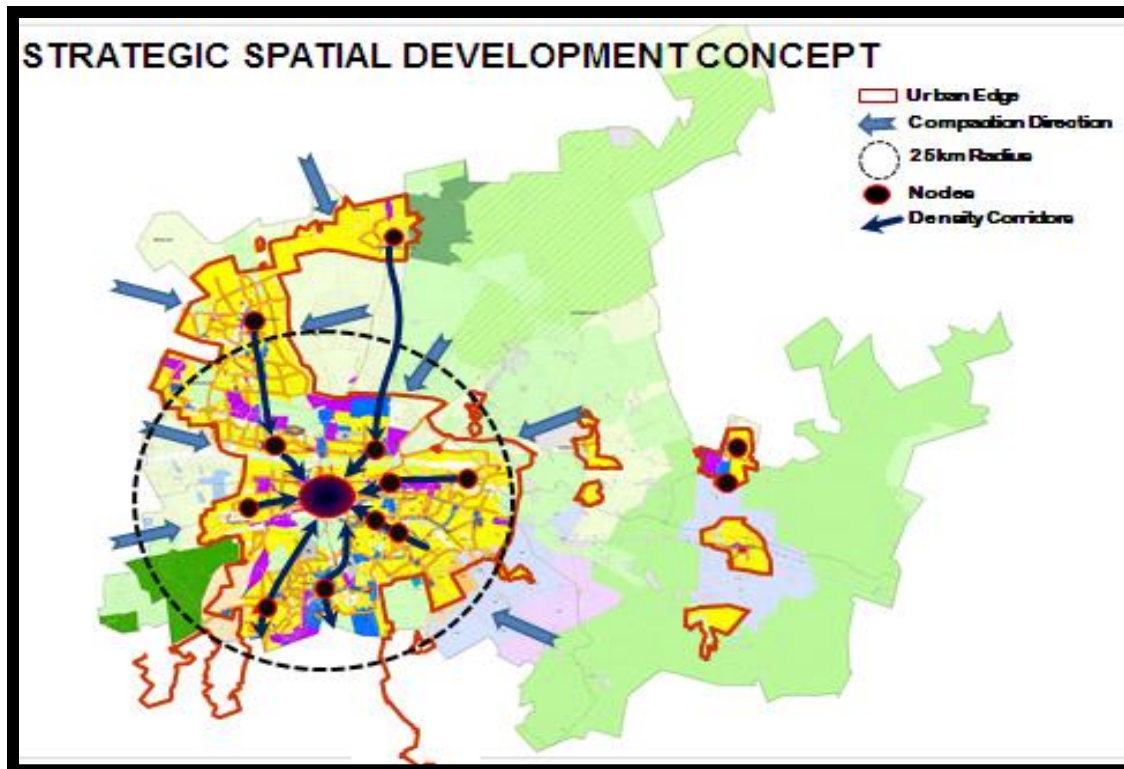 STRATEGIC SPATIAL DEVELOPMENT CONCEPT
Urban Edge
Compaction Direction
25km Radius
Nodes
Density Corridors